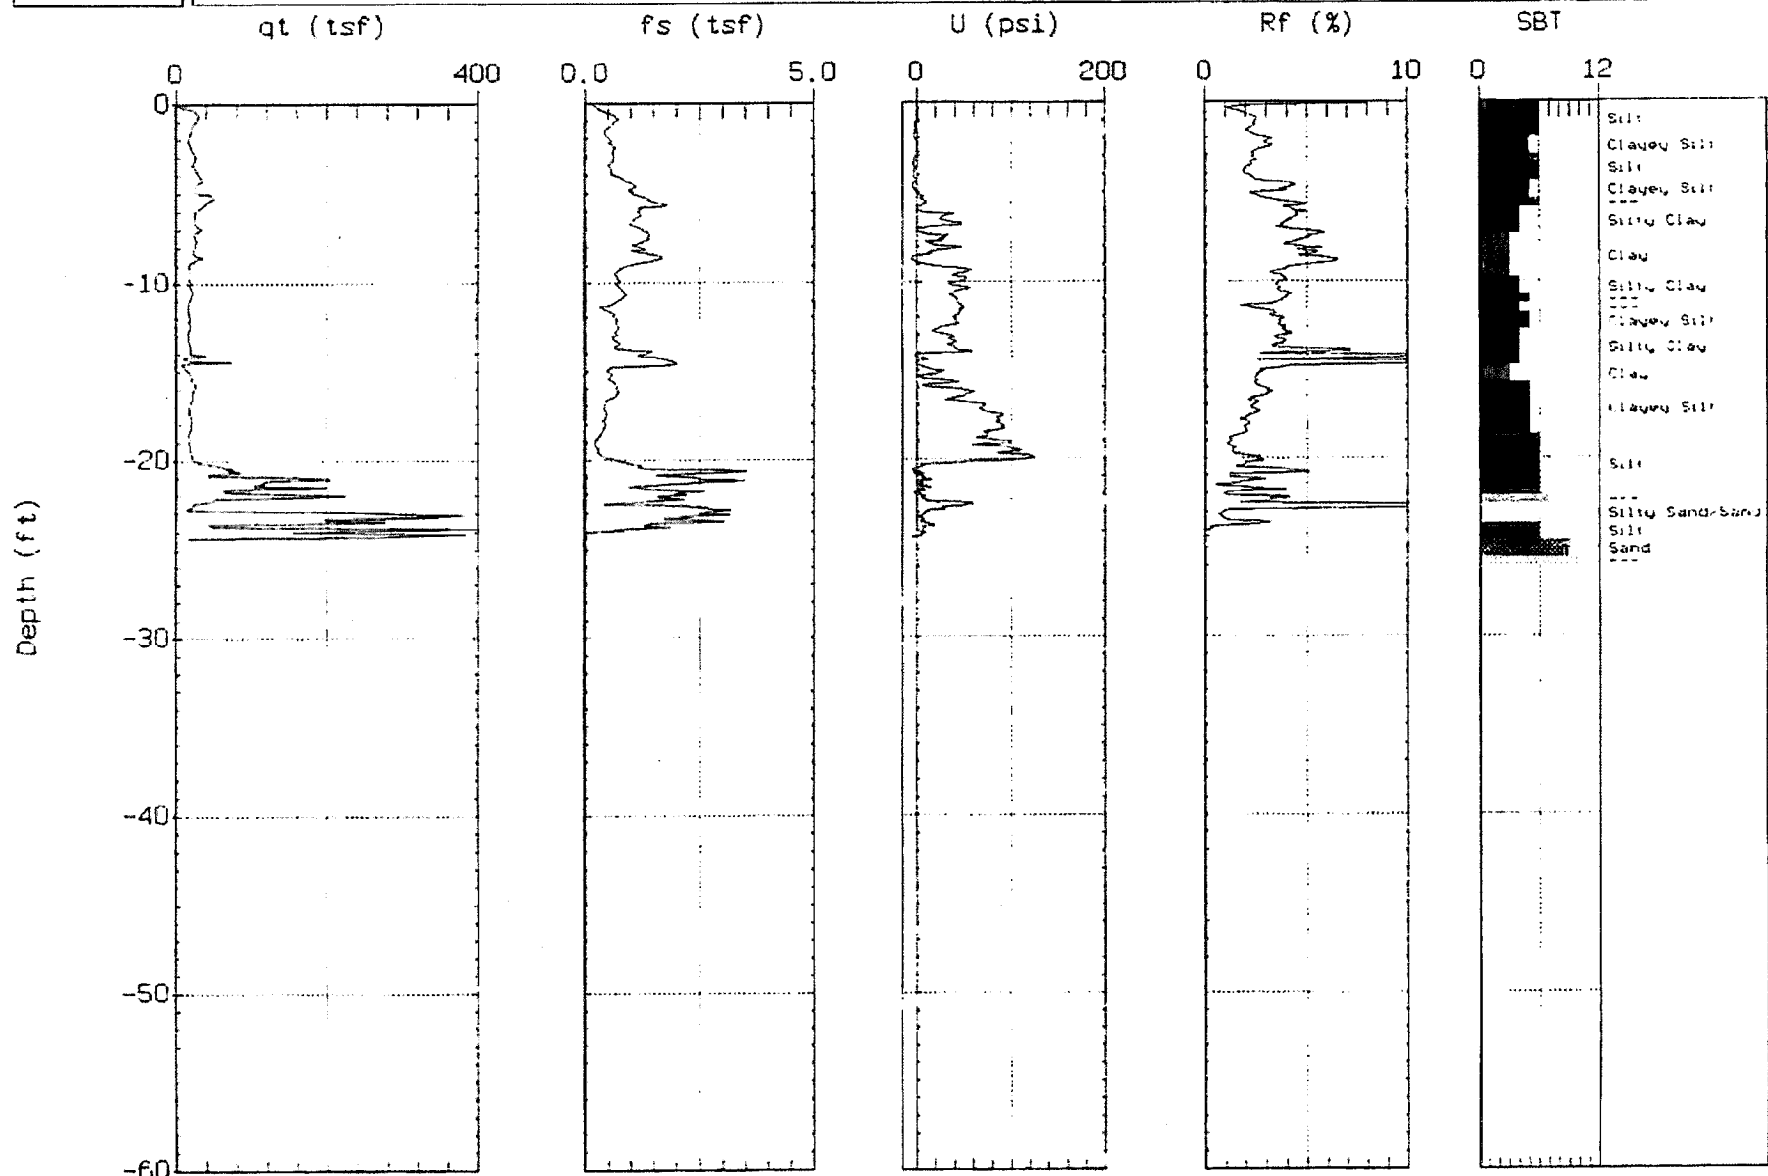 qt (tsf) fs (tsf) U (psi) Rf (%) SBT
0 400 0.0 5.0 0 200 0 10 0 12
0
Silt
Clayey Silt
Silt
Clayey Silt
---
Silty Clay
Clay
-10
Silty Clay
---
Clayey Silt
Silty Clay
Clay
Clayey Silt
-20
Silt
---
Silty Sand/Sand
Silt
Sand
---
Depth (ft)
-30
-40
-50
-60